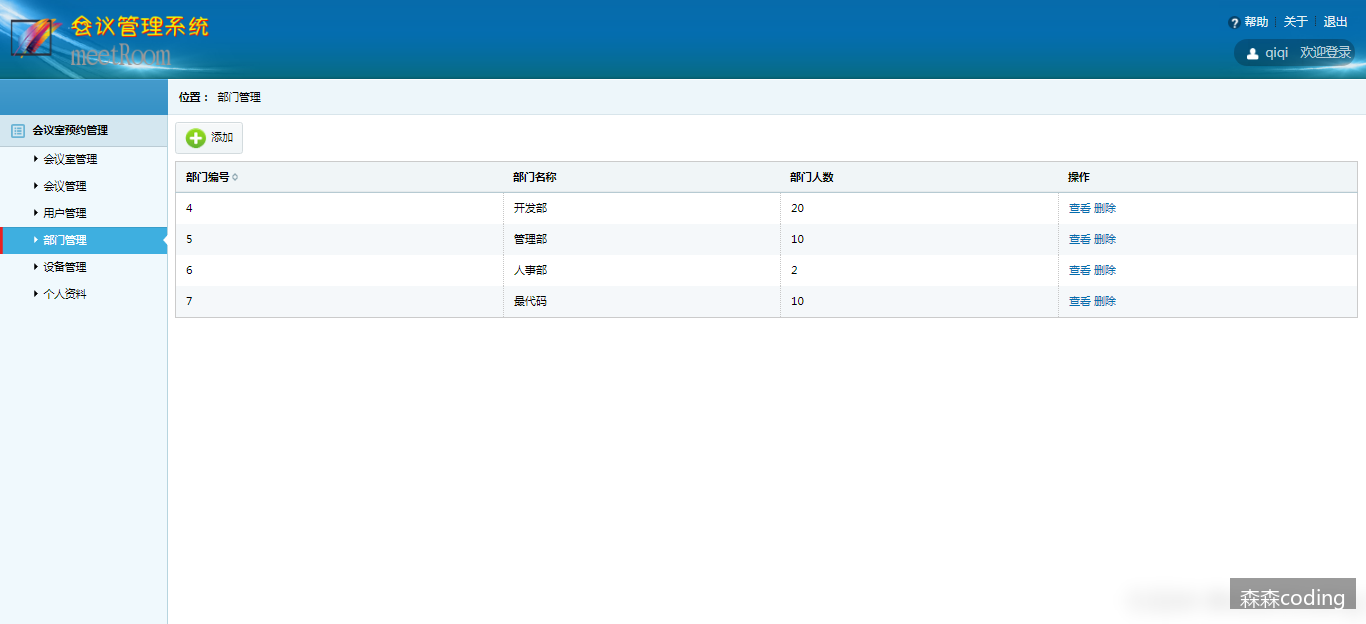 会议管理系统
meetRoom
帮助 关于 退出
qiqi 欢迎登录
位置： 部门管理
会议室预约管理
会议室管理
会议管理
用户管理
部门管理
设备管理
个人资料
添加
部门编号 部门名称 部门人数 操作
4 开发部 20 查看 删除
5 管理部 10 查看 删除
6 人事部 2 查看 删除
7 最代码 10 查看 删除
森森coding